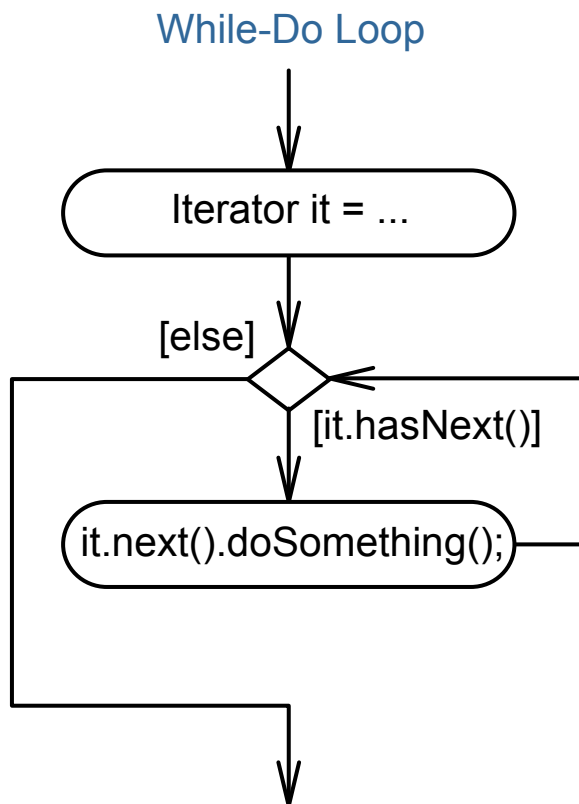 While-Do Loop
Iterator it = ...
[else]
[it.hasNext()]
it.next().doSomething();